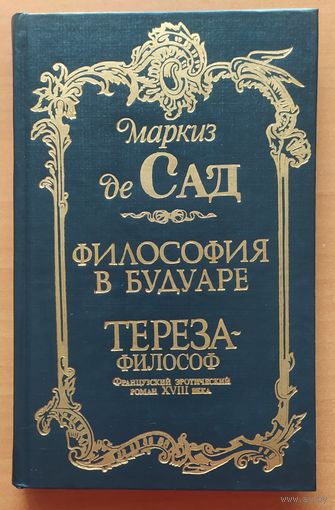 Маркиз
де САД
ФИЛОСОФИЯ
В БУДУАРЕ
ТЕРЕЗА-
ФИЛОСОФ
ФРАНЦУЗСКИЙ ЭРОТИЧЕСКИЙ
РОМАН XVIII ВЕКА